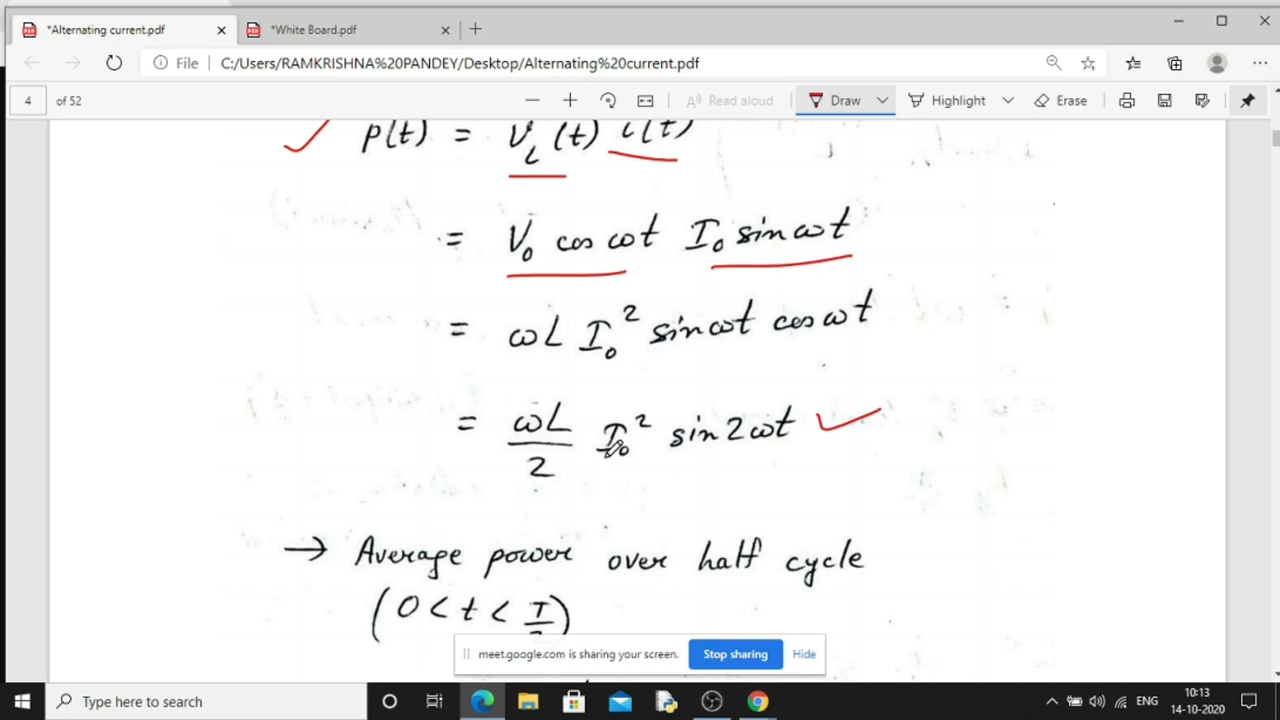 *Alternating current.pdf
*White Board.pdf
File | C:/Users/RAMKRISHNA%20PANDEY/Desktop/Alternating%20current.pdf
4 of 52
Read aloud
Draw
Highlight
Erase
p(t) = V_L(t) i(t)
= V₀ cos ωt I₀ sin ωt
= ωL I₀² sin ωt cos ωt
= ωL/2 I₀² sin 2ωt
→ Average power over half cycle
(0 < t < T/2)
meet.google.com is sharing your screen.
Stop sharing
Hide
Type here to search
ENG
10:13
14-10-2020